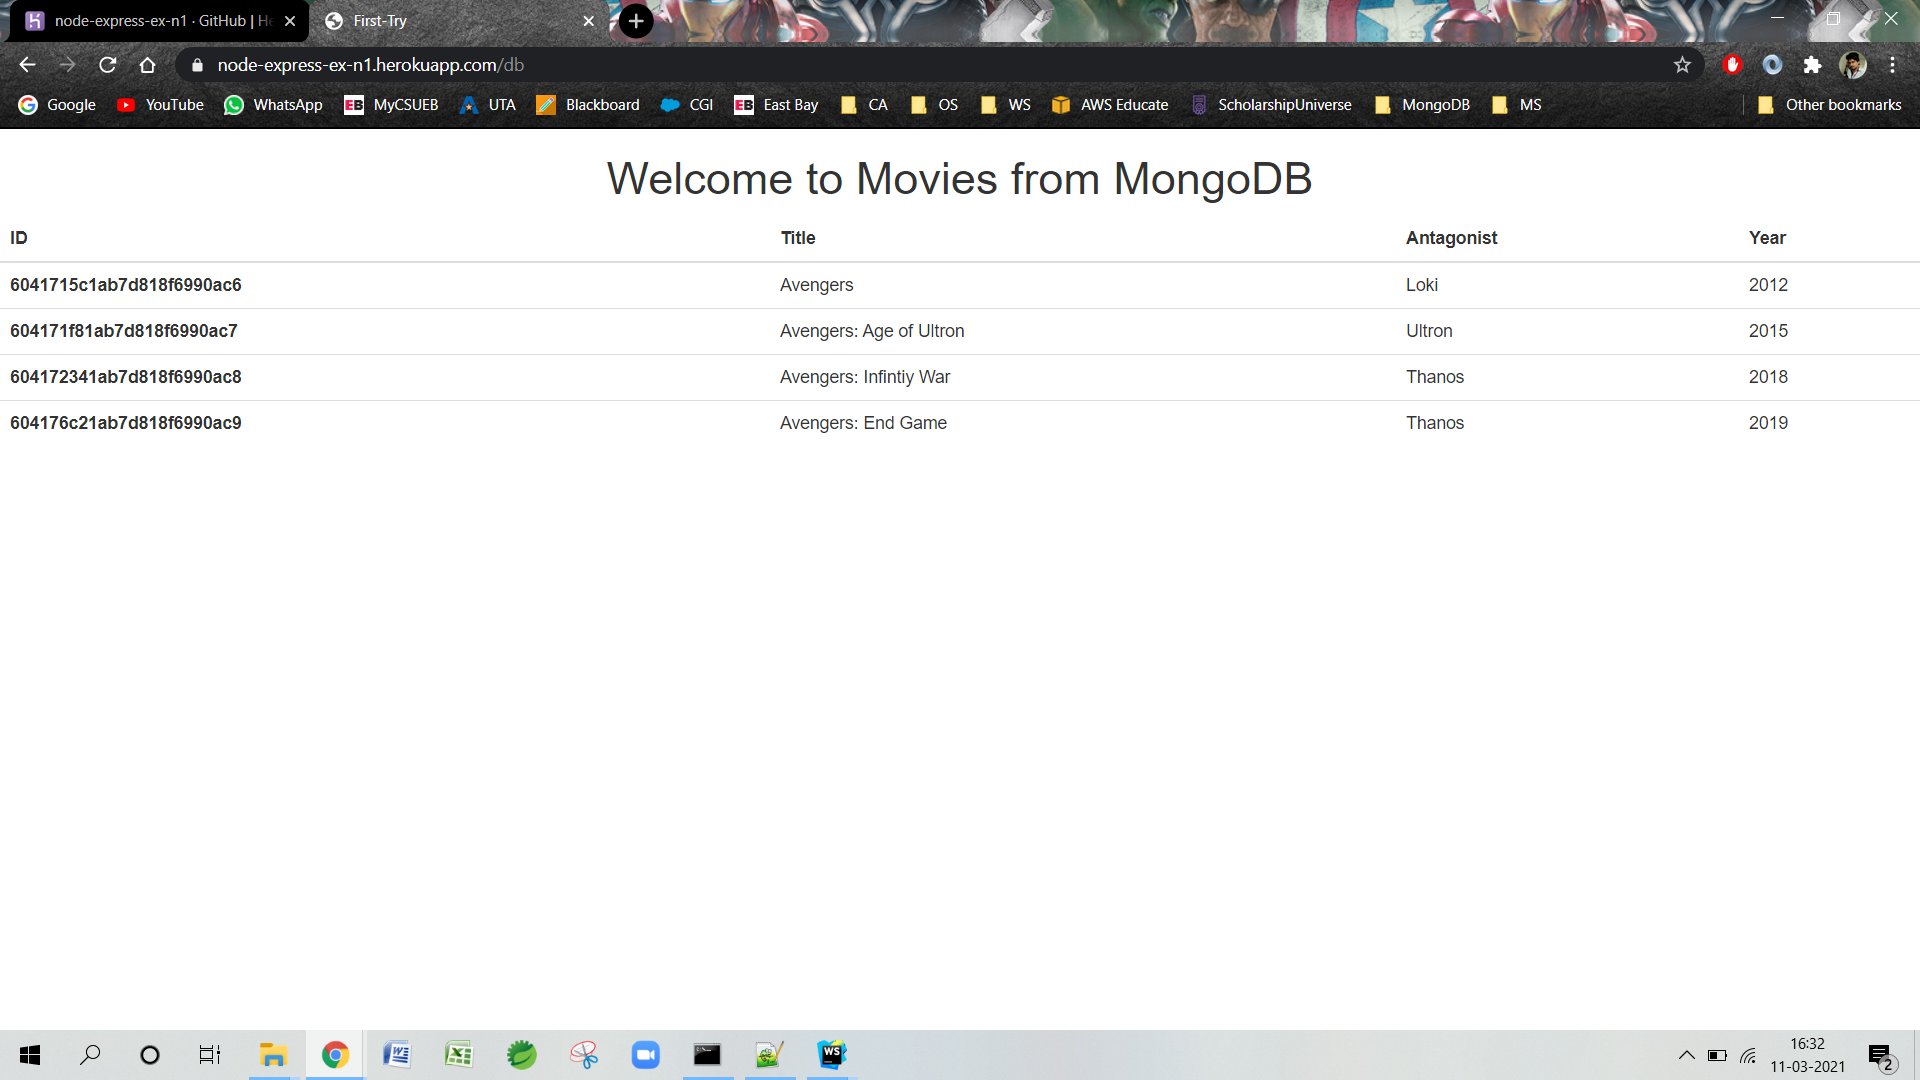 node-express-ex-n1 · GitHub | He
First-Try
node-express-ex-n1.herokuapp.com/db
Google YouTube WhatsApp EB MyCSUEB UTA Blackboard CGI EB East Bay CA OS WS AWS Educate ScholarshipUniverse MongoDB MS Other bookmarks
Welcome to Movies from MongoDB
ID Title Antagonist Year
6041715c1ab7d818f6990ac6 Avengers Loki 2012
604171f81ab7d818f6990ac7 Avengers: Age of Ultron Ultron 2015
604172341ab7d818f6990ac8 Avengers: Infintiy War Thanos 2018
604176c21ab7d818f6990ac9 Avengers: End Game Thanos 2019
WS
16:32
11-03-2021
2